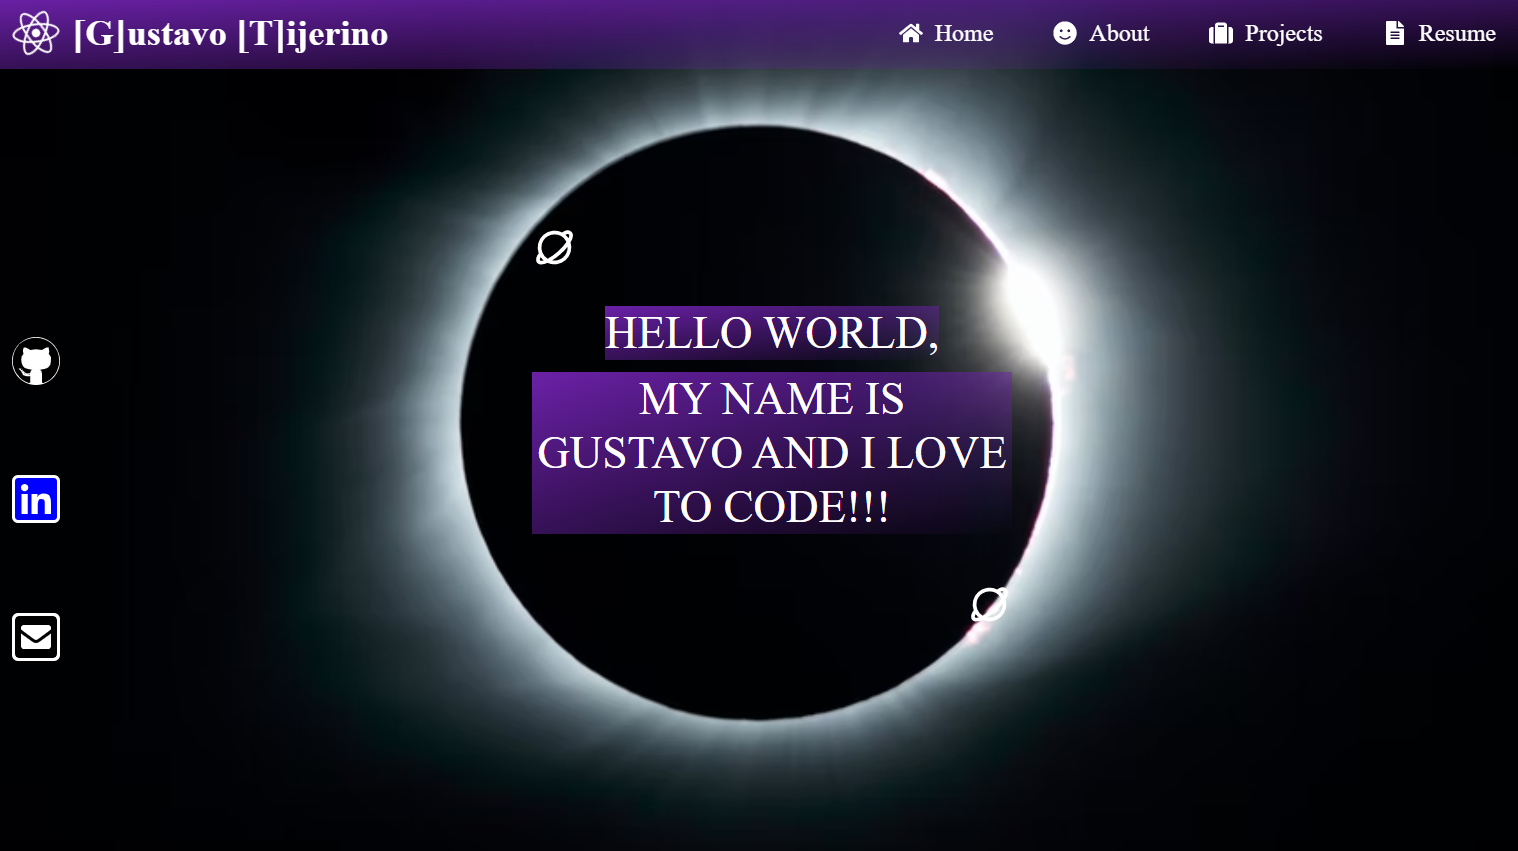 [G]ustavo [T]ijerino
Home
About
Projects
Resume
HELLO WORLD,
MY NAME IS
GUSTAVO AND I LOVE
TO CODE!!!
in